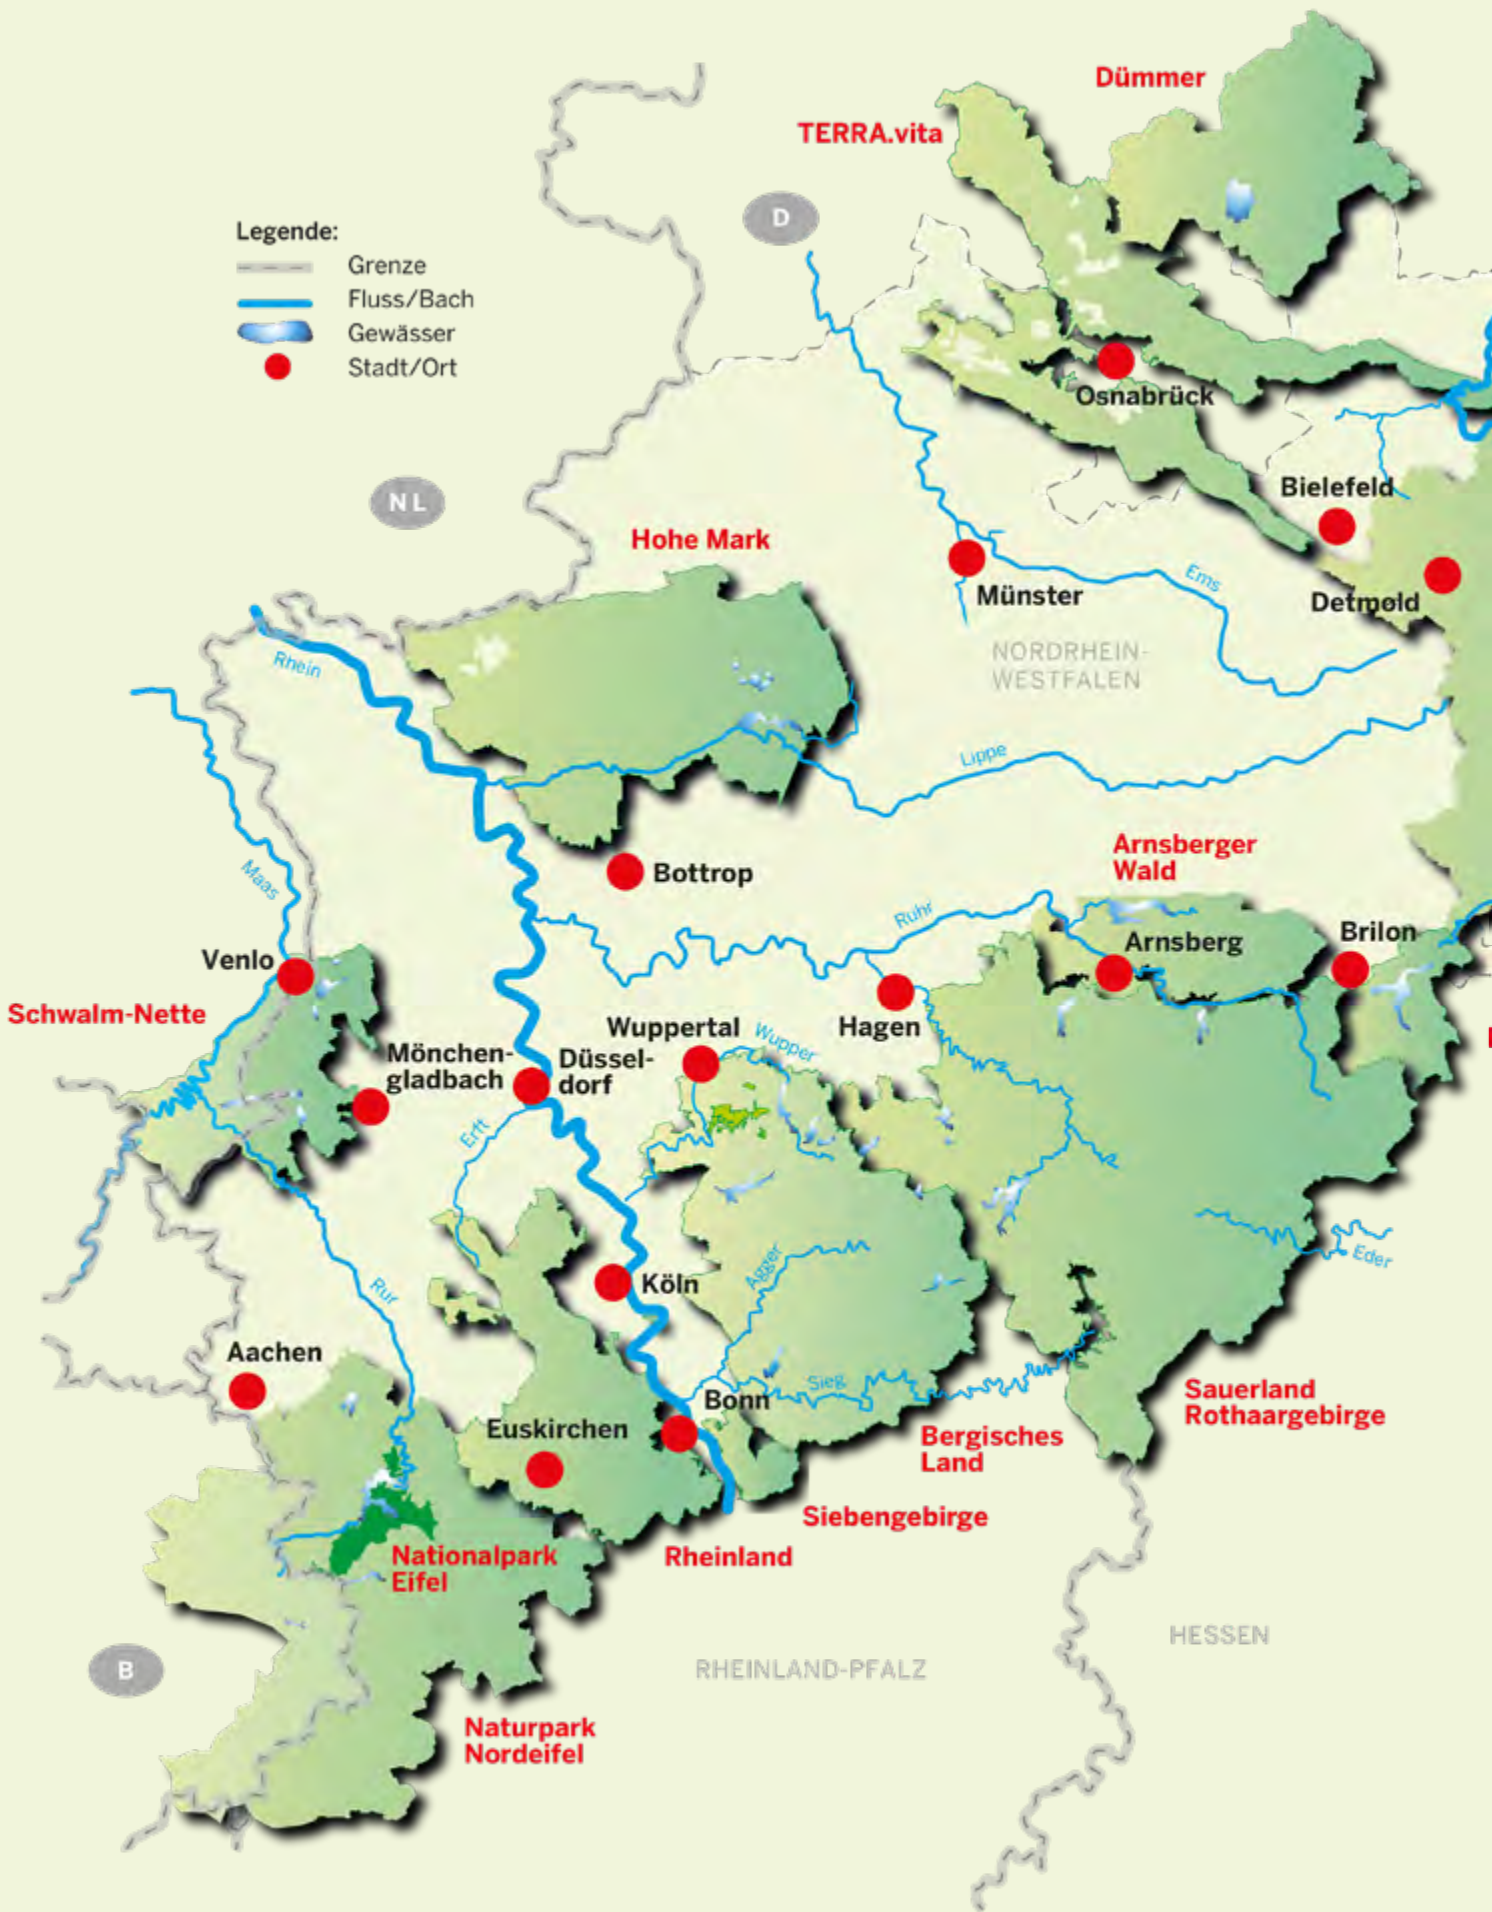 Dümmer
TERRA.vita
D
Legende:
Grenze
Fluss/Bach
Gewässer
Stadt/Ort
Osnabrück
N L
Bielefeld
Hohe Mark
Münster
Ems
Detmold
NORDRHEIN-
WESTFALEN
Rhein
Lippe
Maas
Bottrop
Arnsberger
Wald
Ruhr
Arnsberg
Brilon
Venlo
Schwalm-Nette
Hagen
Wuppertal
Wupper
Mönchen-
gladbach
Düssel-
dorf
Erft
Agger
Eder
Köln
Rur
Aachen
Sieg
Bonn
Sauerland
Rothaargebirge
Euskirchen
Bergisches
Land
Siebengebirge
Nationalpark
Eifel
Rheinland
HESSEN
B
RHEINLAND-PFALZ
Naturpark
Nordeifel